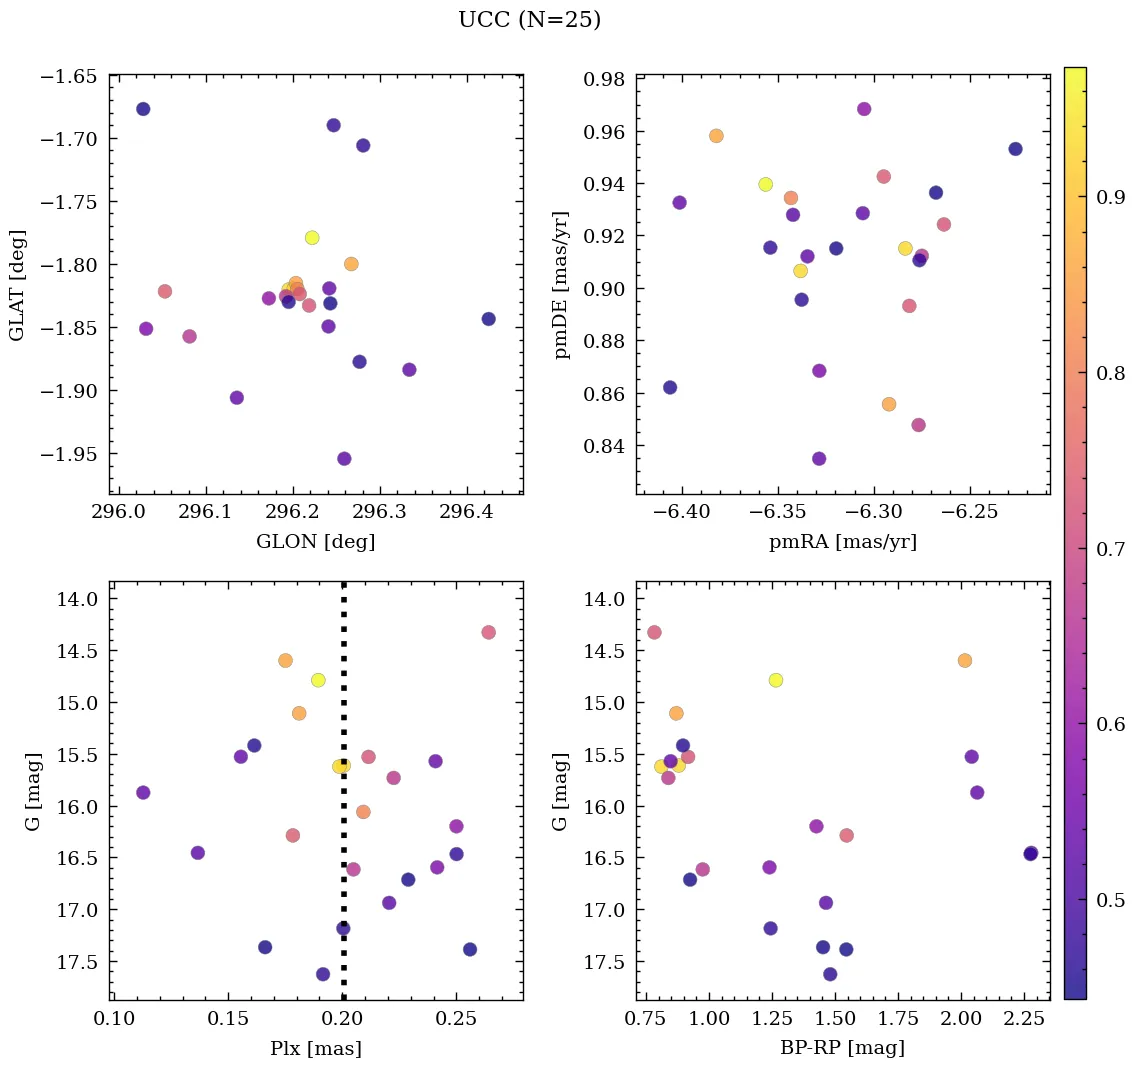 UCC (N=25)
−1.65
−1.70
−1.75
−1.80
−1.85
−1.90
−1.95
GLAT [deg]
296.0 296.1 296.2 296.3 296.4
GLON [deg]
0.98
0.96
0.94
0.92
0.90
0.88
0.86
0.84
pmDE [mas/yr]
−6.40 −6.35 −6.30 −6.25
pmRA [mas/yr]
14.0
14.5
15.0
15.5
16.0
16.5
17.0
17.5
G [mag]
0.10 0.15 0.20 0.25
Plx [mas]
14.0
14.5
15.0
15.5
16.0
16.5
17.0
17.5
G [mag]
0.75 1.00 1.25 1.50 1.75 2.00 2.25
BP-RP [mag]
0.9
0.8
0.7
0.6
0.5